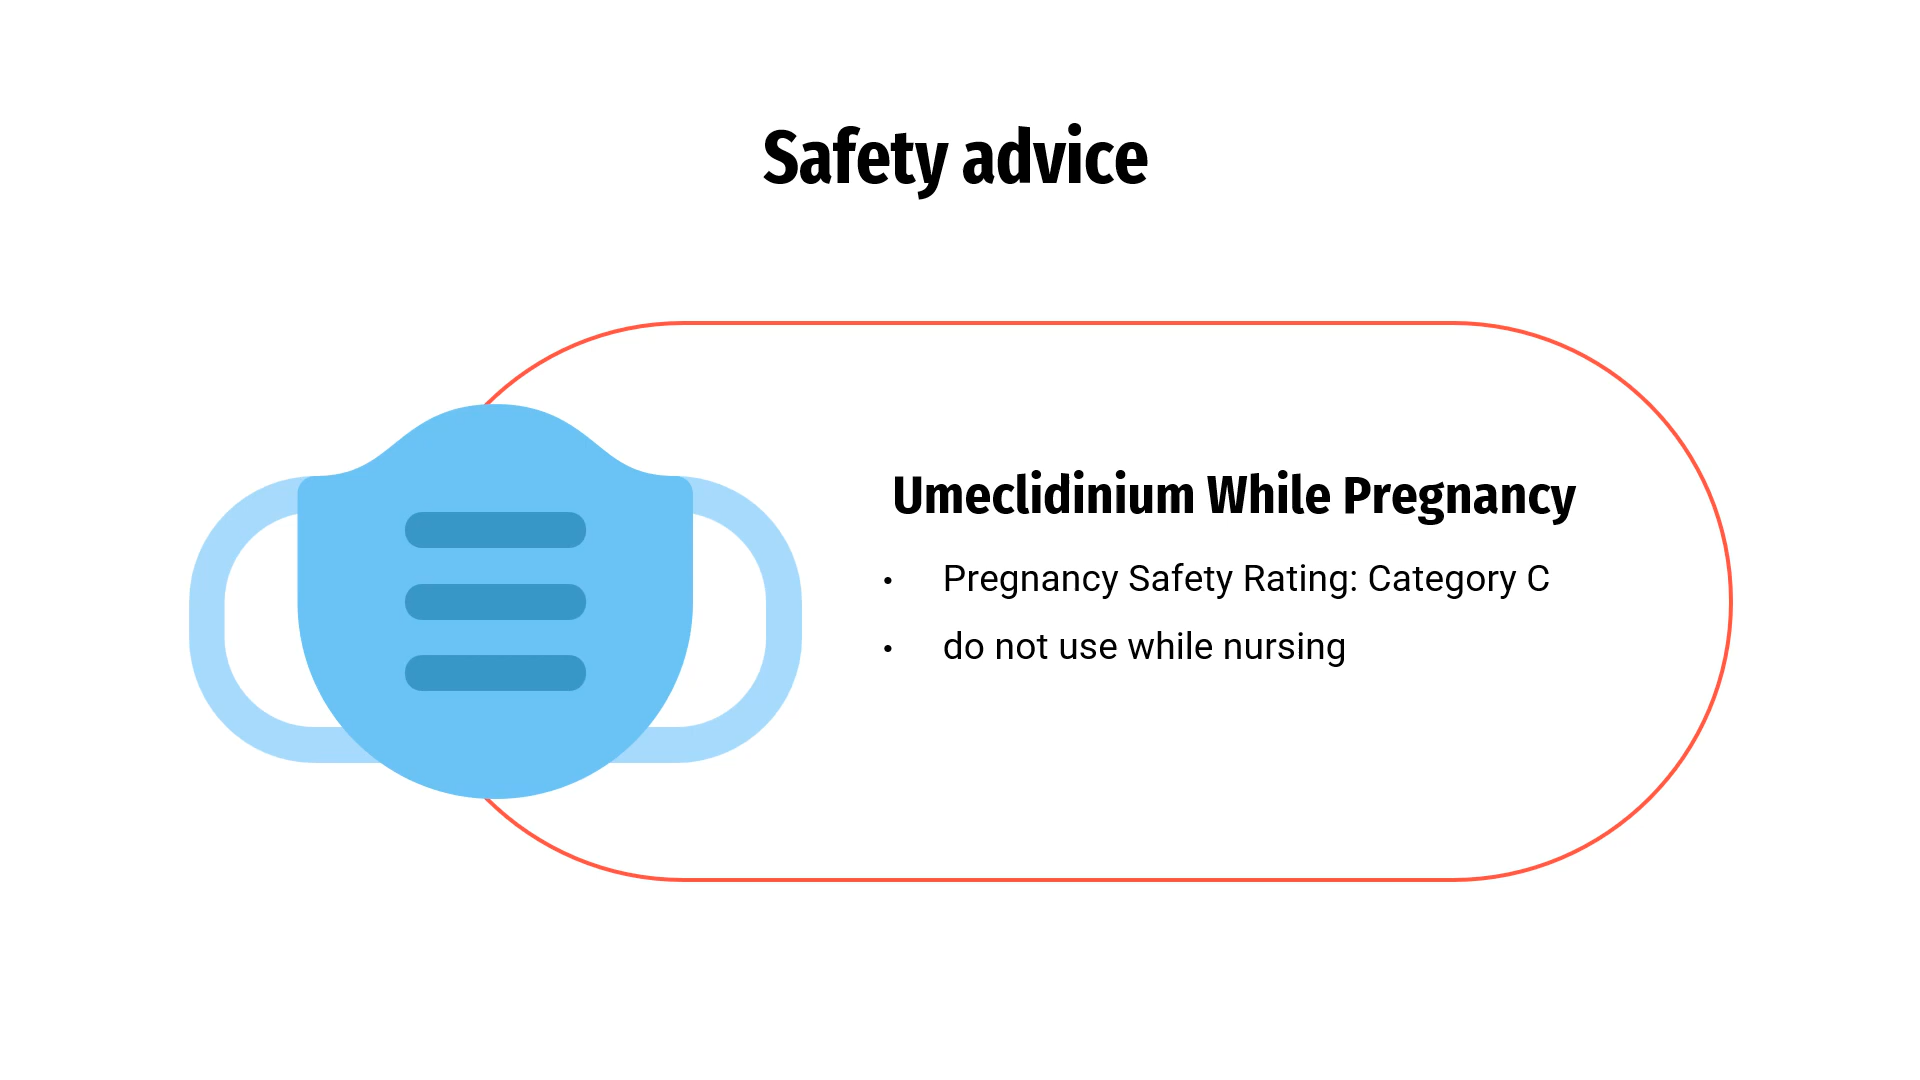 Safety advice
Umeclidinium While Pregnancy
• Pregnancy Safety Rating: Category C
• do not use while nursing